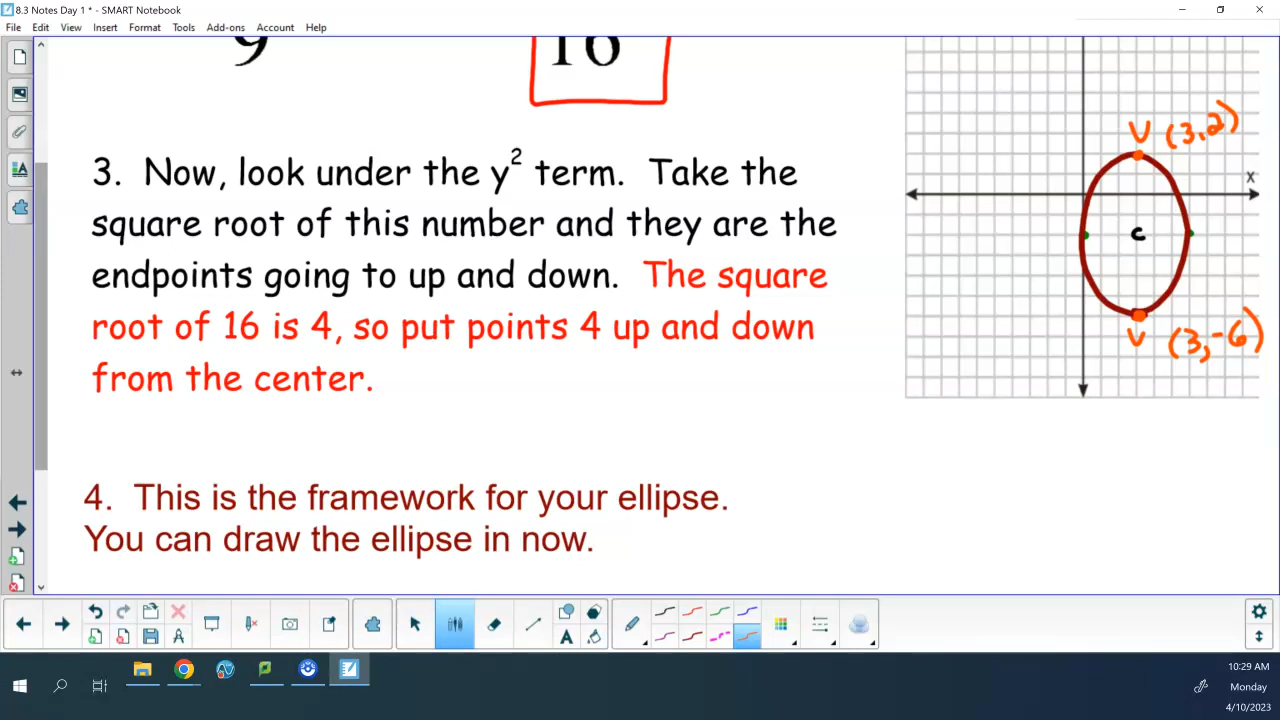 8.3 Notes Day 1 * - SMART Notebook
File Edit View Insert Format Tools Add-ons Account Help
9 16
3. Now, look under the y² term. Take the
square root of this number and they are the
endpoints going to up and down. The square
root of 16 is 4, so put points 4 up and down
from the center.
4. This is the framework for your ellipse.
You can draw the ellipse in now.
V (3,2)
x
c
V (3,-6)
10:29 AM
Monday
4/10/2023